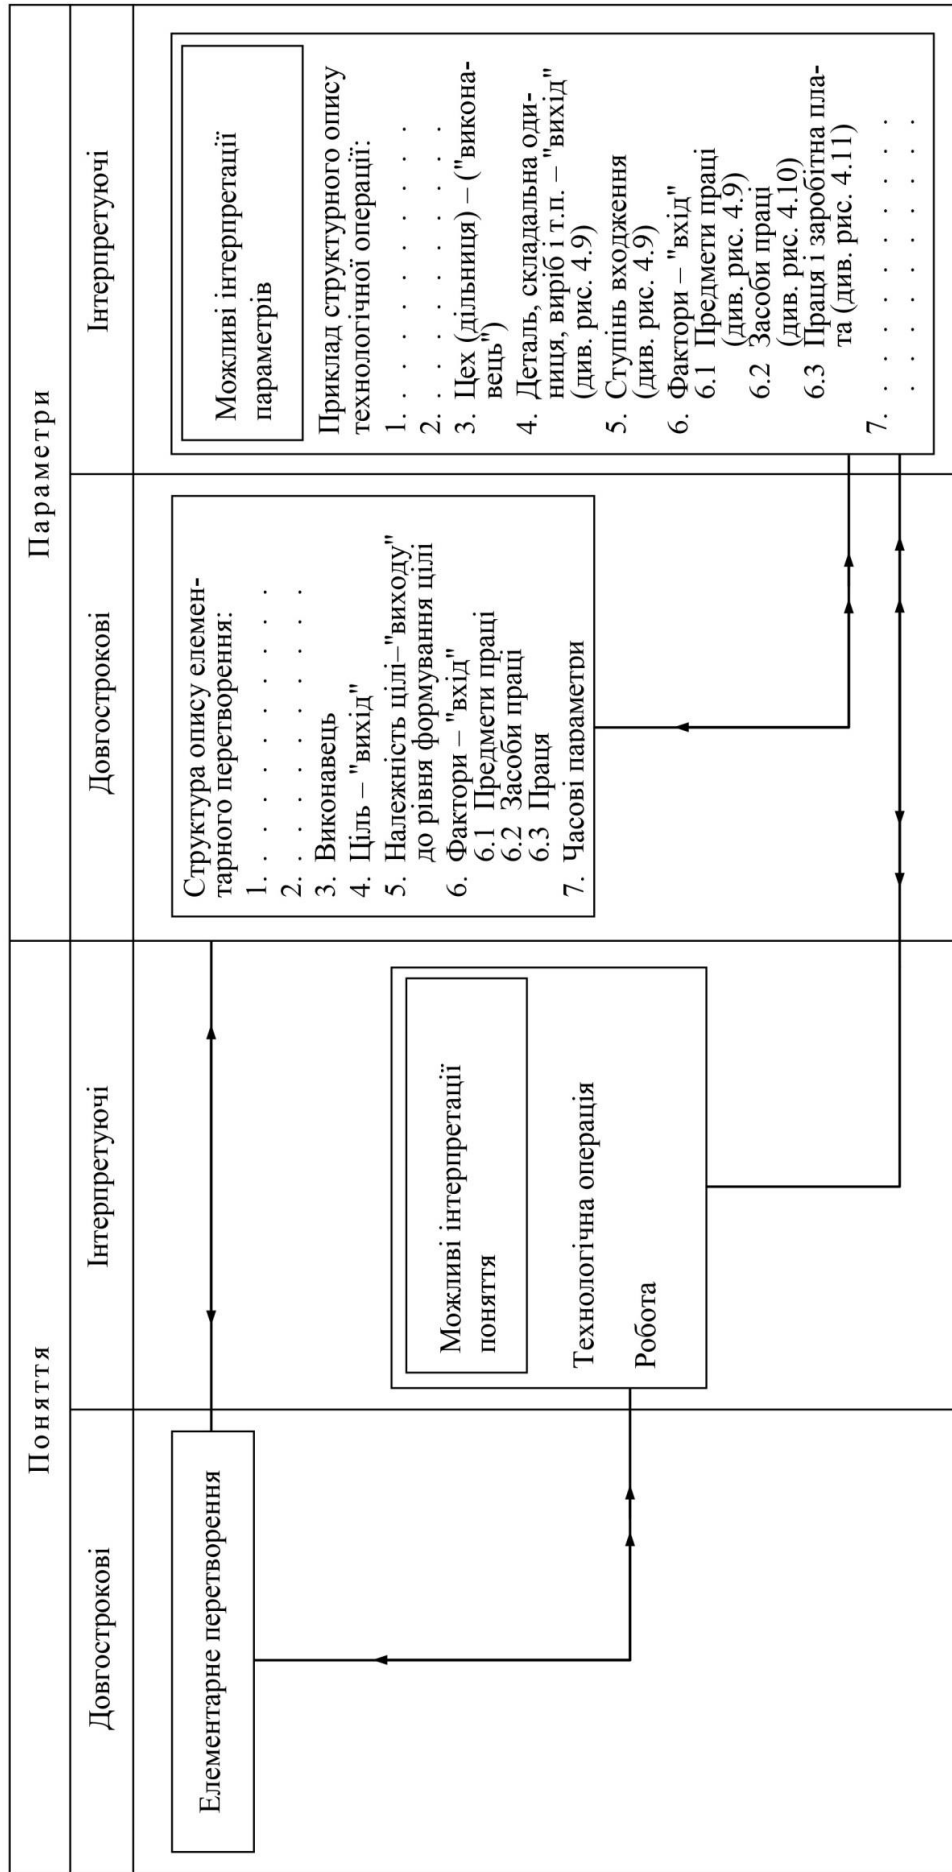 Поняття
Параметри
Довгострокові
Інтерпретуючі
Довгострокові
Інтерпретуючі
Елементарне перетворення
Можливі інтерпретації
поняття
Технологічна операція
Робота
Структура опису елемен-
тарного перетворення:
1. . . . . . . . . . . .
2. . . . . . . . . . . .
3. Виконавець
4. Ціль – "вихід"
5. Належність цілі–"виходу"
до рівня формування цілі
6. Фактори – "вхід"
6.1 Предмети праці
6.2 Засоби праці
6.3 Праця
7. Часові параметри
Можливі інтерпретації
параметрів
Приклад структурного опису
технологічної операції:
1. . . . . . . . . . . .
2. . . . . . . . . . . .
3. Цех (дільниця) – ("викона-
вець")
4. Деталь, складальна оди-
ниця, виріб і т.п. – "вихід"
(див. рис. 4.9)
5. Ступінь входження
(див. рис. 4.9)
6. Фактори – "вхід"
6.1 Предмети праці
(див. рис. 4.9)
6.2 Засоби праці
(див. рис. 4.10)
6.3 Праця і заробітна пла-
та (див. рис. 4.11)
7. . . . . . . . . . . .
. . . . . . . . . . . .